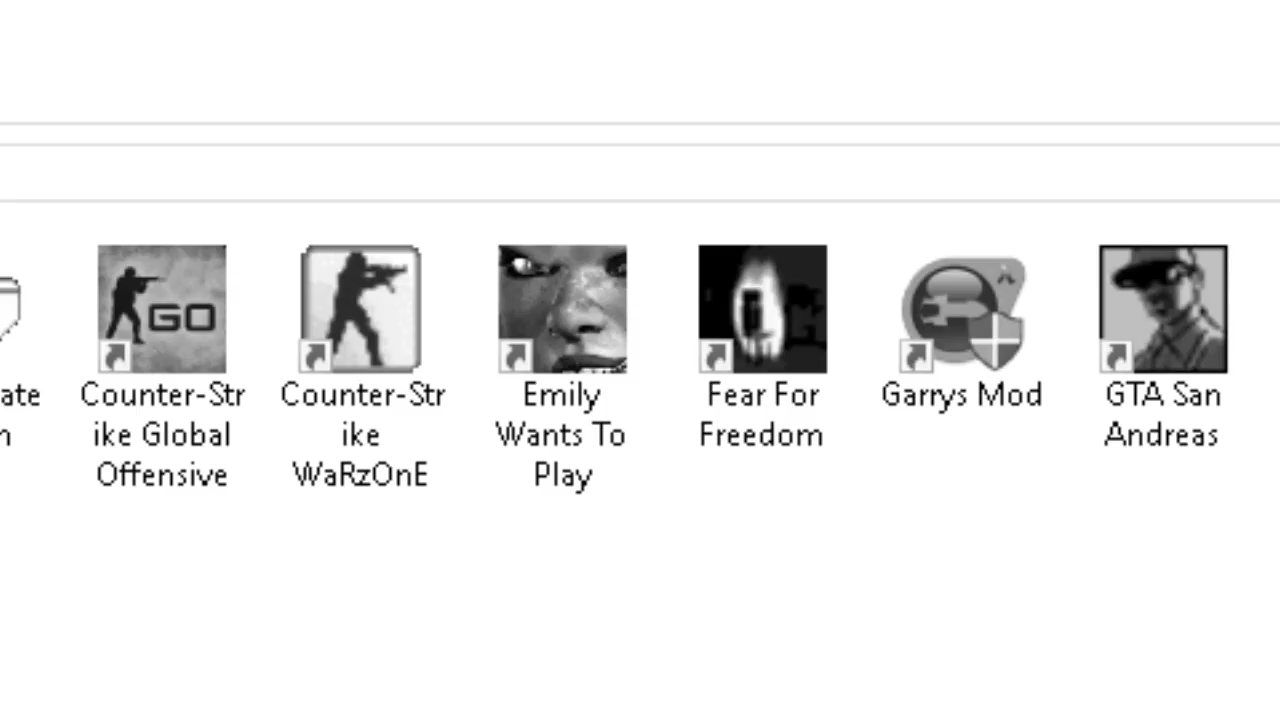 GO
ate
n
Counter-Str
ike Global
Offensive
Counter-Str
ike
WaRzOnE
Emily
Wants To
Play
Fear For
Freedom
Garrys Mod
GTA San
Andreas